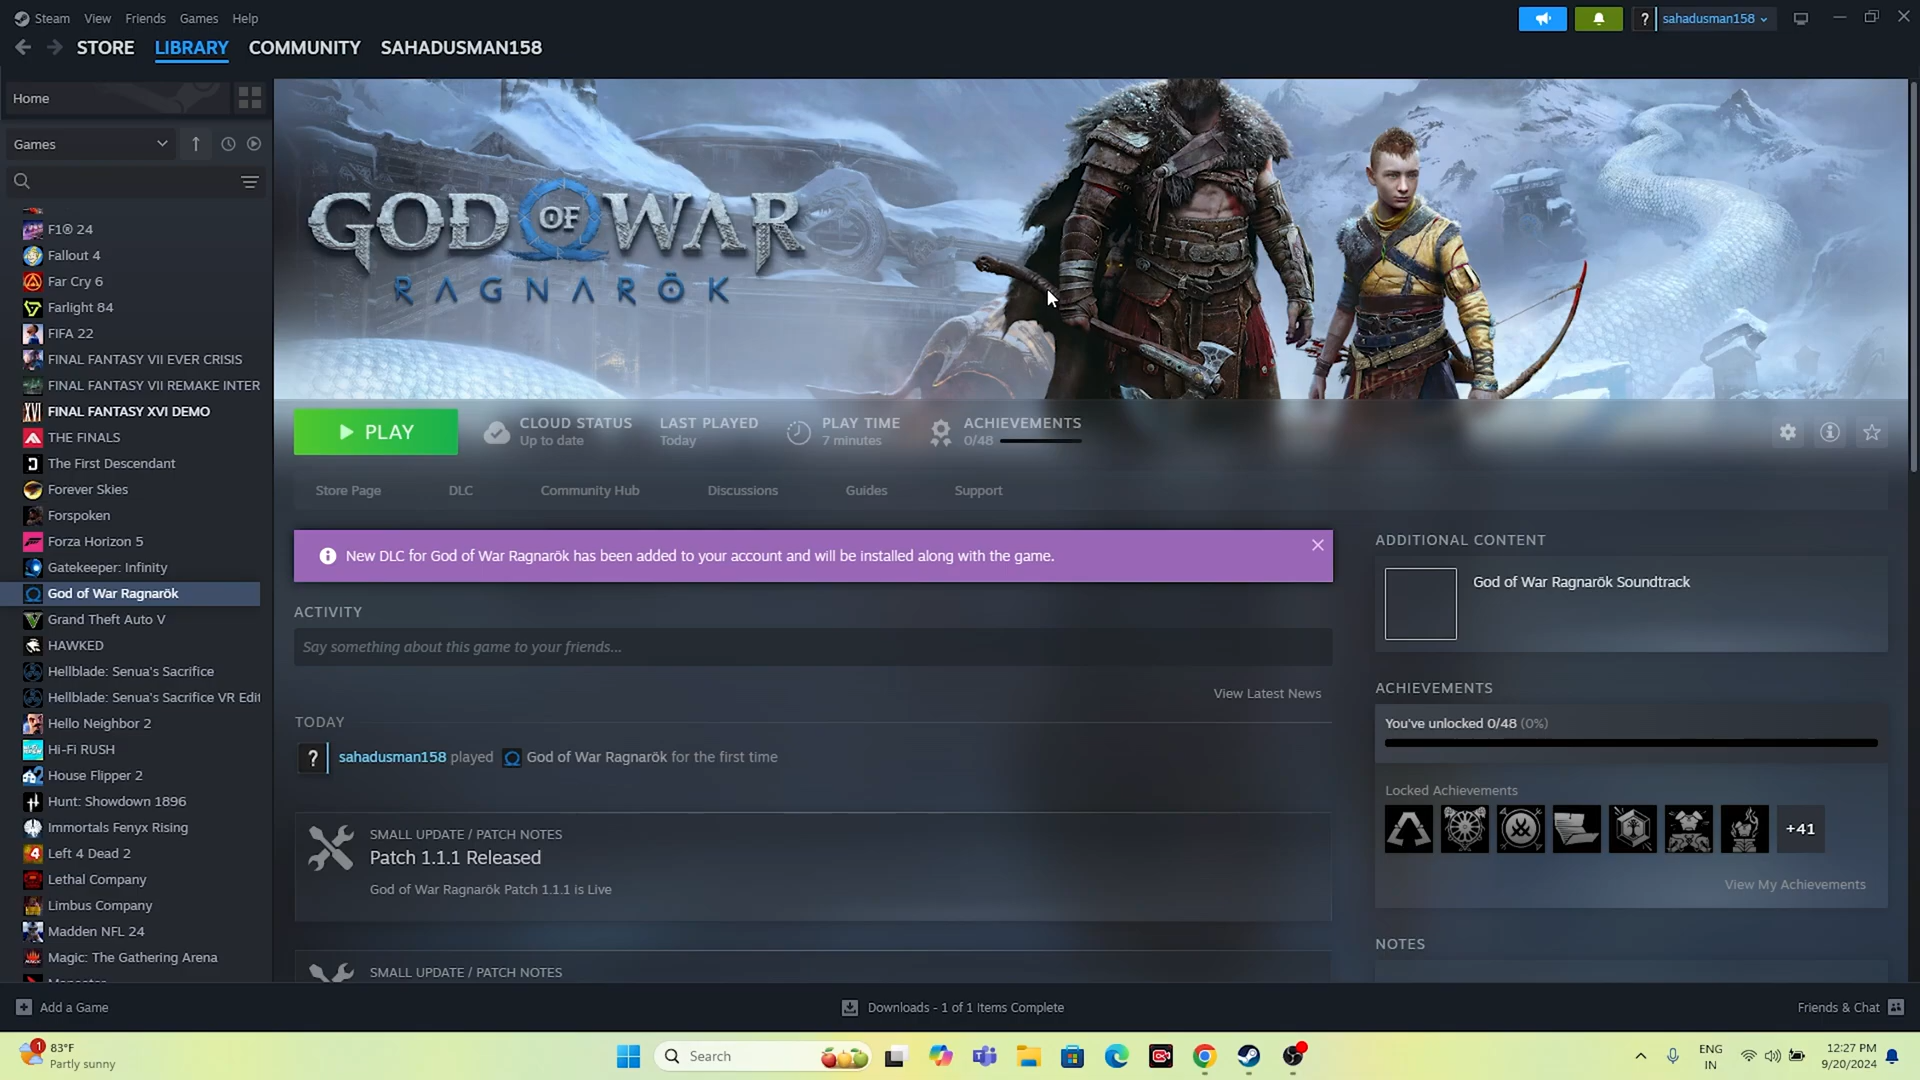 Steam View Friends Games Help
sahadusman158
STORE LIBRARY COMMUNITY SAHADUSMAN158
Home
Games
F1® 24
Fallout 4
Far Cry 6
Farlight 84
FIFA 22
FINAL FANTASY VII EVER CRISIS
FINAL FANTASY VII REMAKE INTER
FINAL FANTASY XVI DEMO
THE FINALS
The First Descendant
Forever Skies
Forspoken
Forza Horizon 5
Gatekeeper: Infinity
God of War Ragnarök
Grand Theft Auto V
HAWKED
Hellblade: Senua's Sacrifice
Hellblade: Senua's Sacrifice VR Edit
Hello Neighbor 2
Hi-Fi RUSH
House Flipper 2
Hunt: Showdown 1896
Immortals Fenyx Rising
Left 4 Dead 2
Lethal Company
Limbus Company
Madden NFL 24
Magic: The Gathering Arena
GOD OF WAR
RAGNARÖK
PLAY
CLOUD STATUS
Up to date
LAST PLAYED
Today
PLAY TIME
7 minutes
ACHIEVEMENTS
0/48
Store Page DLC Community Hub Discussions Guides Support
New DLC for God of War Ragnarök has been added to your account and will be installed along with the game.
ACTIVITY
Say something about this game to your friends...
View Latest News
TODAY
? sahadusman158 played God of War Ragnarök for the first time
SMALL UPDATE / PATCH NOTES
Patch 1.1.1 Released
God of War Ragnarök Patch 1.1.1 is Live
SMALL UPDATE / PATCH NOTES
ADDITIONAL CONTENT
God of War Ragnarök Soundtrack
ACHIEVEMENTS
You've unlocked 0/48 (0%)
Locked Achievements
+41
View My Achievements
NOTES
Add a Game
Downloads - 1 of 1 Items Complete
Friends & Chat
1
83°F
Partly sunny
Search
ENG
IN
12:27 PM
9/20/2024